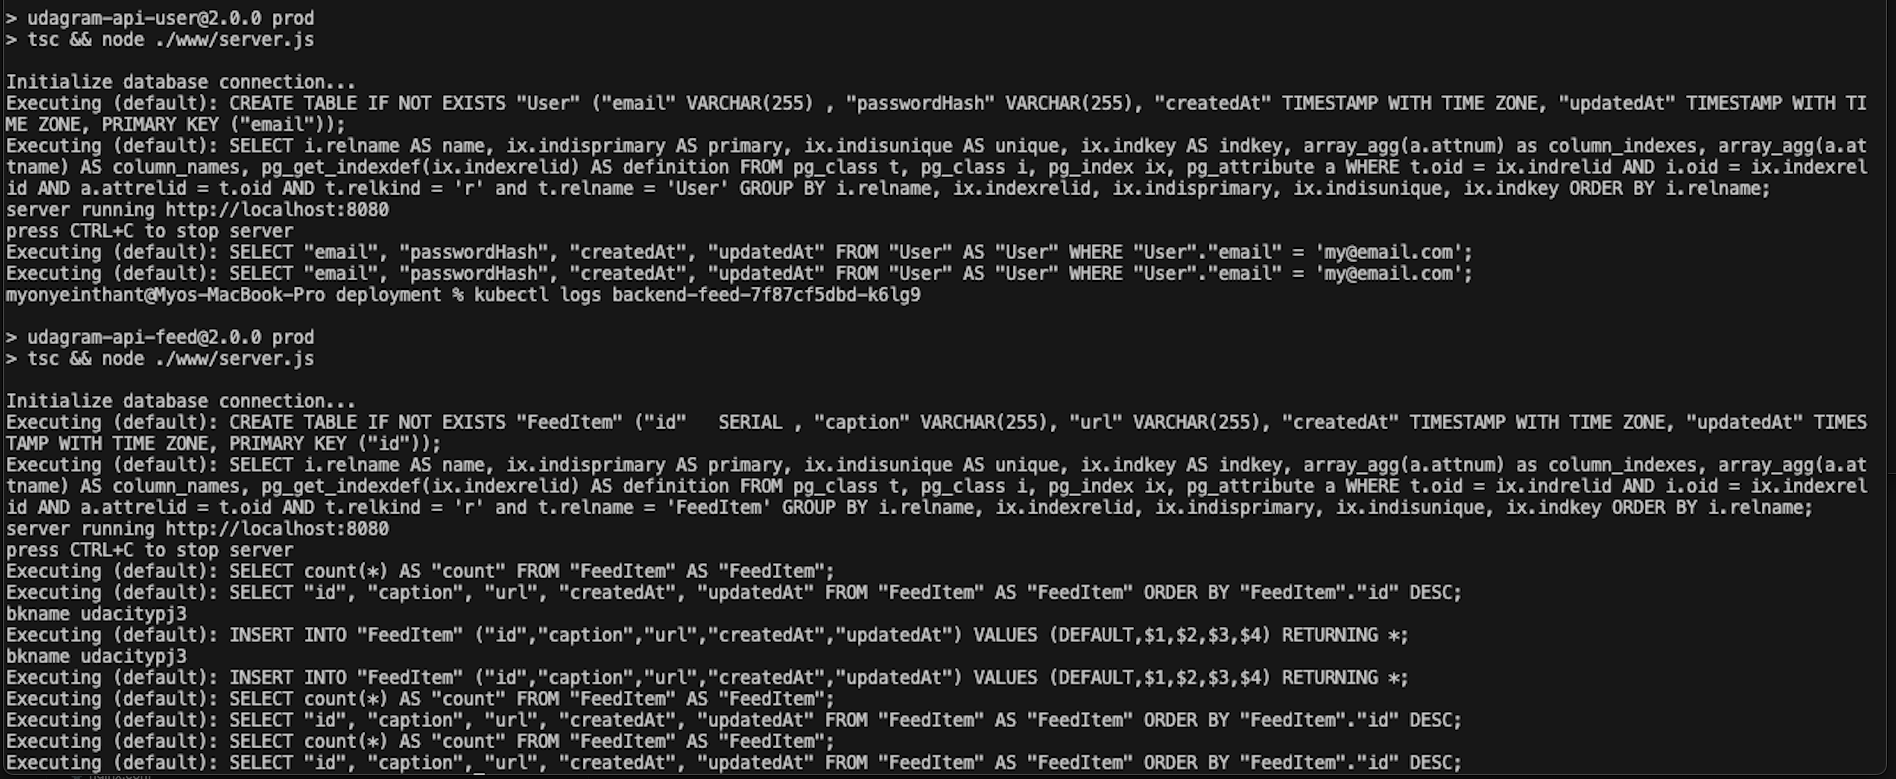 > udagram-api-user@2.0.0 prod
> tsc && node ./www/server.js
Initialize database connection...
Executing (default): CREATE TABLE IF NOT EXISTS "User" ("email" VARCHAR(255) , "passwordHash" VARCHAR(255), "createdAt" TIMESTAMP WITH TIME ZONE, "updatedAt" TIMESTAMP WITH TI
ME ZONE, PRIMARY KEY ("email"));
Executing (default): SELECT i.relname AS name, ix.indisprimary AS primary, ix.indisunique AS unique, ix.indkey AS indkey, array_agg(a.attnum) as column_indexes, array_agg(a.at
tname) AS column_names, pg_get_indexdef(ix.indexrelid) AS definition FROM pg_class t, pg_class i, pg_index ix, pg_attribute a WHERE t.oid = ix.indrelid AND i.oid = ix.indexrel
id AND a.attrelid = t.oid AND t.relkind = 'r' and t.relname = 'User' GROUP BY i.relname, ix.indexrelid, ix.indisprimary, ix.indisunique, ix.indkey ORDER BY i.relname;
server running http://localhost:8080
press CTRL+C to stop server
Executing (default): SELECT "email", "passwordHash", "createdAt", "updatedAt" FROM "User" AS "User" WHERE "User"."email" = 'my@email.com';
Executing (default): SELECT "email", "passwordHash", "createdAt", "updatedAt" FROM "User" AS "User" WHERE "User"."email" = 'my@email.com';
myonyeinthant@Myos-MacBook-Pro deployment % kubectl logs backend-feed-7f87cf5dbd-k6lg9
> udagram-api-feed@2.0.0 prod
> tsc && node ./www/server.js
Initialize database connection...
Executing (default): CREATE TABLE IF NOT EXISTS "FeedItem" ("id"   SERIAL , "caption" VARCHAR(255), "url" VARCHAR(255), "createdAt" TIMESTAMP WITH TIME ZONE, "updatedAt" TIMES
TAMP WITH TIME ZONE, PRIMARY KEY ("id"));
Executing (default): SELECT i.relname AS name, ix.indisprimary AS primary, ix.indisunique AS unique, ix.indkey AS indkey, array_agg(a.attnum) as column_indexes, array_agg(a.at
tname) AS column_names, pg_get_indexdef(ix.indexrelid) AS definition FROM pg_class t, pg_class i, pg_index ix, pg_attribute a WHERE t.oid = ix.indrelid AND i.oid = ix.indexrel
id AND a.attrelid = t.oid AND t.relkind = 'r' and t.relname = 'FeedItem' GROUP BY i.relname, ix.indexrelid, ix.indisprimary, ix.indisunique, ix.indkey ORDER BY i.relname;
server running http://localhost:8080
press CTRL+C to stop server
Executing (default): SELECT count(*) AS "count" FROM "FeedItem" AS "FeedItem";
Executing (default): SELECT "id", "caption", "url", "createdAt", "updatedAt" FROM "FeedItem" AS "FeedItem" ORDER BY "FeedItem"."id" DESC;
bkname udacitypj3
Executing (default): INSERT INTO "FeedItem" ("id","caption","url","createdAt","updatedAt") VALUES (DEFAULT,$1,$2,$3,$4) RETURNING *;
bkname udacitypj3
Executing (default): INSERT INTO "FeedItem" ("id","caption","url","createdAt","updatedAt") VALUES (DEFAULT,$1,$2,$3,$4) RETURNING *;
Executing (default): SELECT count(*) AS "count" FROM "FeedItem" AS "FeedItem";
Executing (default): SELECT "id", "caption", "url", "createdAt", "updatedAt" FROM "FeedItem" AS "FeedItem" ORDER BY "FeedItem"."id" DESC;
Executing (default): SELECT count(*) AS "count" FROM "FeedItem" AS "FeedItem";
Executing (default): SELECT "id", "caption", "url", "createdAt", "updatedAt" FROM "FeedItem" AS "FeedItem" ORDER BY "FeedItem"."id" DESC;